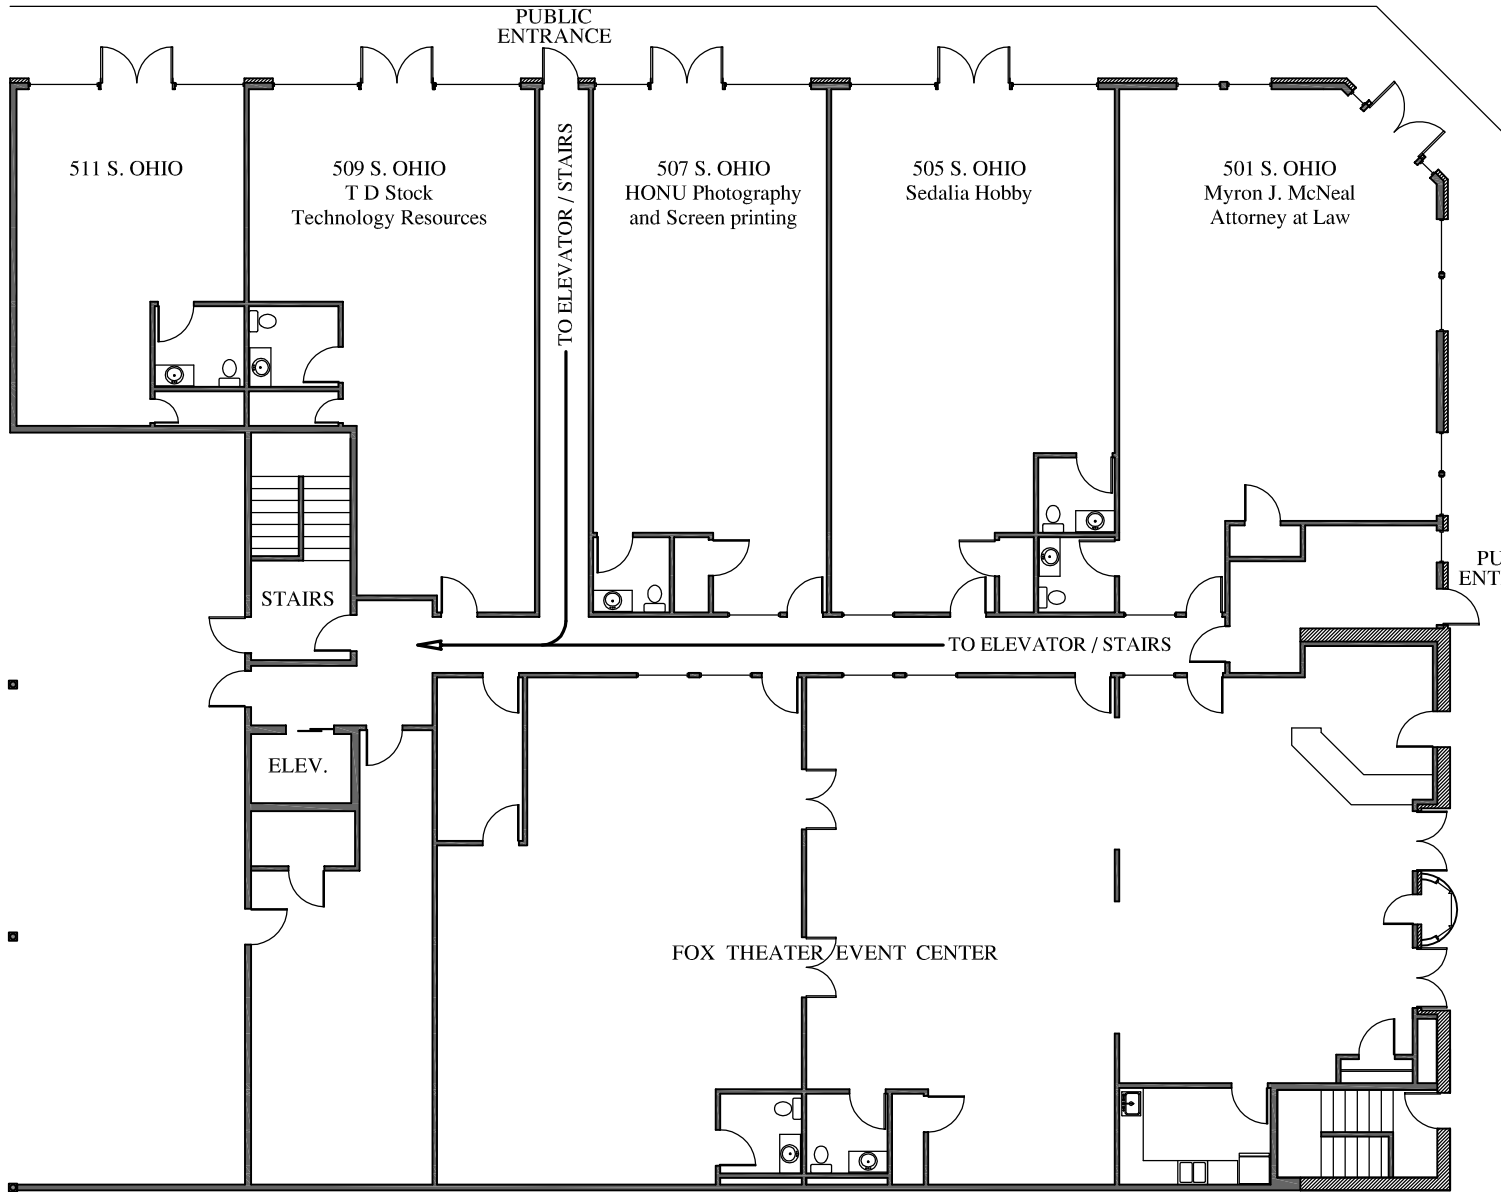 PUBLIC
ENTRANCE
511 S. OHIO
509 S. OHIO
T D Stock
Technology Resources
TO ELEVATOR / STAIRS
507 S. OHIO
HONU Photography
and Screen printing
505 S. OHIO
Sedalia Hobby
501 S. OHIO
Myron J. McNeal
Attorney at Law
PU
ENT
STAIRS
TO ELEVATOR / STAIRS
ELEV.
FOX THEATER EVENT CENTER